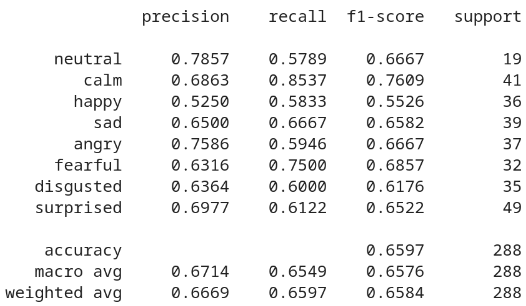 precision recall f1-score support
neutral 0.7857 0.5789 0.6667 19
calm 0.6863 0.8537 0.7609 41
happy 0.5250 0.5833 0.5526 36
sad 0.6500 0.6667 0.6582 39
angry 0.7586 0.5946 0.6667 37
fearful 0.6316 0.7500 0.6857 32
disgusted 0.6364 0.6000 0.6176 35
surprised 0.6977 0.6122 0.6522 49
accuracy 0.6597 288
macro avg 0.6714 0.6549 0.6576 288
weighted avg 0.6669 0.6597 0.6584 288